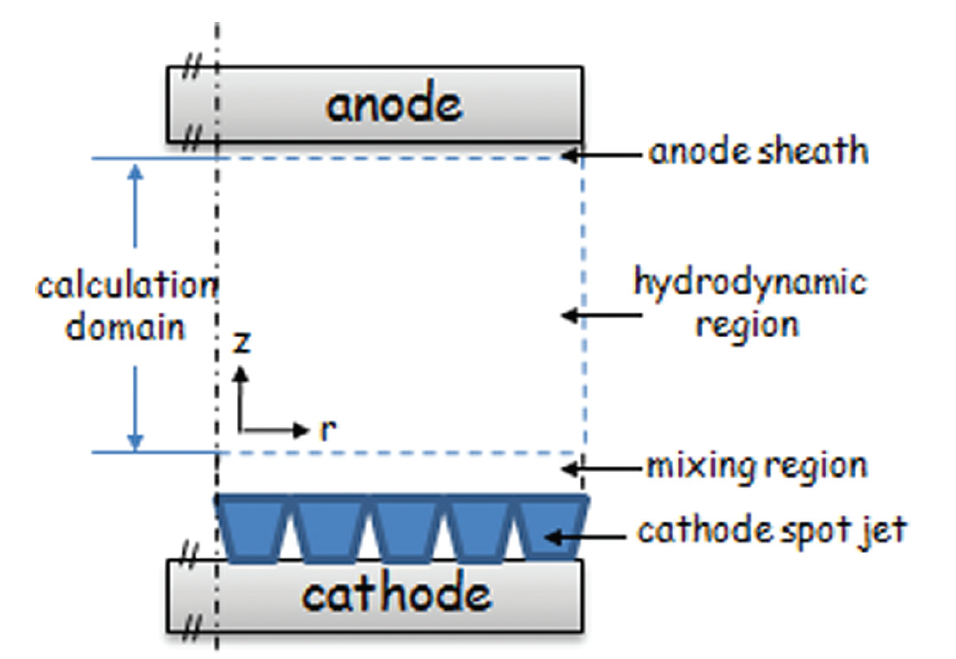 anode
anode sheath
calculation
domain
hydrodynamic
region
z
r
mixing region
cathode spot jet
cathode